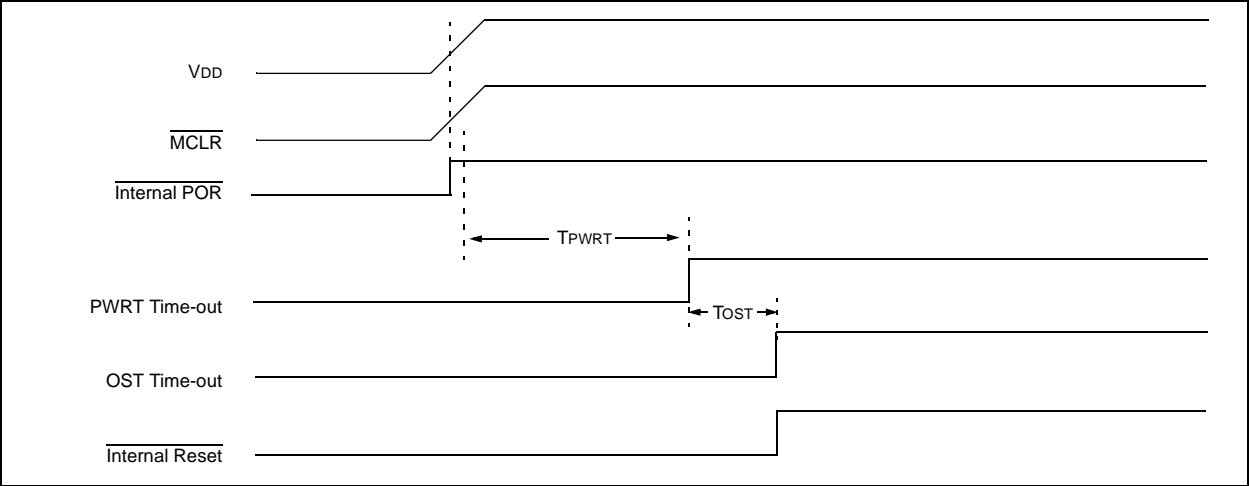 VDD
MCLR
Internal POR
TPWRT
PWRT Time-out
TOST
OST Time-out
Internal Reset